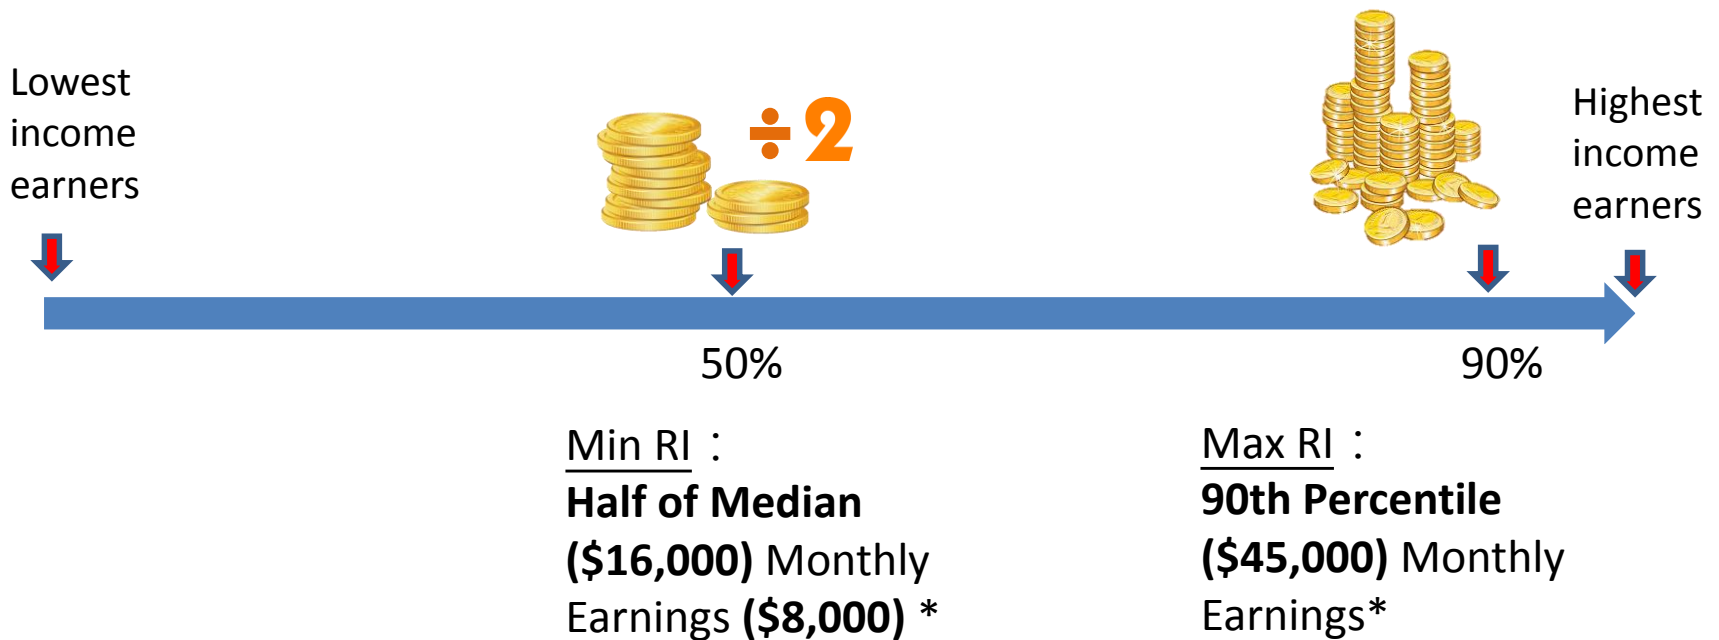 Lowest
income
earners
÷2
Highest
income
earners
50%
90%
Min RI：
Half of Median
($16,000) Monthly
Earnings ($8,000) *
Max RI：
90th Percentile
($45,000) Monthly
Earnings*